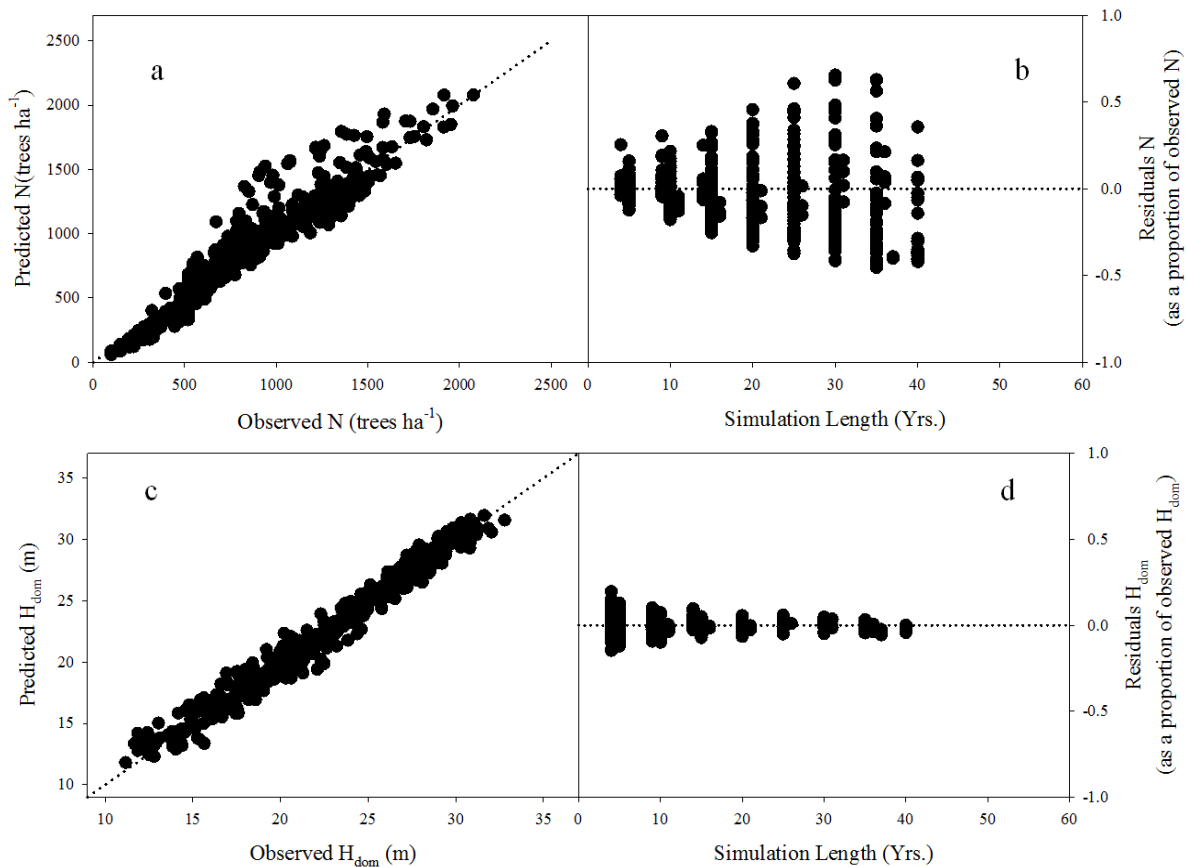 a
Predicted N(trees ha⁻¹)
2500
2000
1500
1000
500
0
0 500 1000 1500 2000 2500
Observed N (trees ha⁻¹)
b
1.0
0.5
0.0
-0.5
-1.0
Residuals N
(as a proportion of observed N)
0 10 20 30 40 50 60
Simulation Length (Yrs.)
c
Predicted H_dom (m)
35
30
25
20
15
10
10 15 20 25 30 35
Observed H_dom (m)
d
1.0
0.5
0.0
-0.5
-1.0
Residuals H_dom
(as a proportion of observed H_dom)
0 10 20 30 40 50 60
Simulation Length (Yrs.)